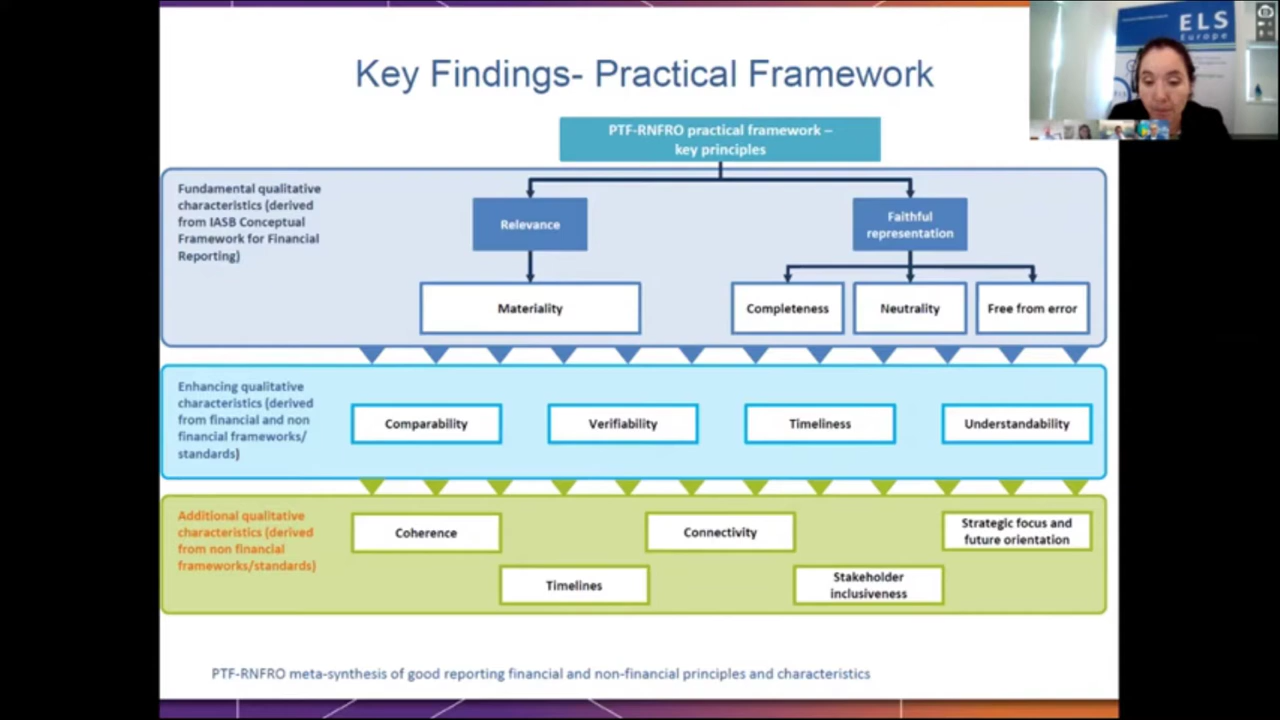 Key Findings- Practical Framework
ELS
Europe
PTF-RNFRO practical framework –
key principles
Fundamental qualitative
characteristics (derived
from IASB Conceptual
Framework for Financial
Reporting)
Relevance
Faithful
representation
Materiality
Completeness
Neutrality
Free from error
Enhancing qualitative
characteristics (derived
from financial and non
financial frameworks/
standards)
Comparability
Verifiability
Timeliness
Understandability
Additional qualitative
characteristics (derived
from non financial
frameworks/standards)
Coherence
Connectivity
Strategic focus and
future orientation
Timelines
Stakeholder
inclusiveness
PTF-RNFRO meta-synthesis of good reporting financial and non-financial principles and characteristics